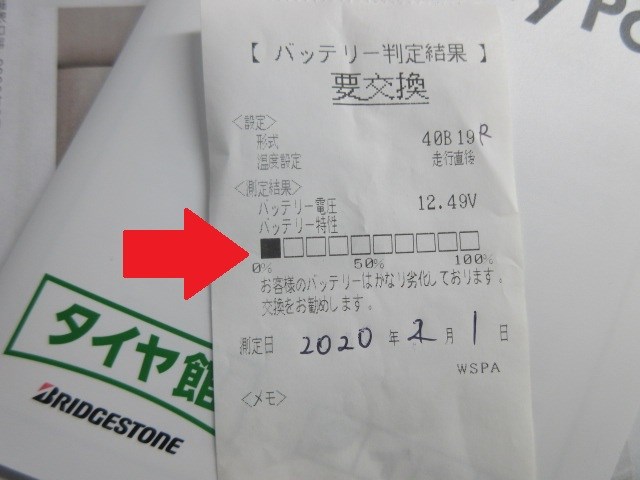 【 バッテリー判定結果 】
要交換
<設定>
形式 40B19R
温度設定 走行直後
<測定結果>
バッテリー電圧 12.49V
バッテリー特性
0% 50% 100%
お客様のバッテリーはかなり劣化しております。
交換をお勧めします。
測定日 2020 年 2 月 1 日
WSPA
<メモ>
タイヤ館
BRIDGESTONE